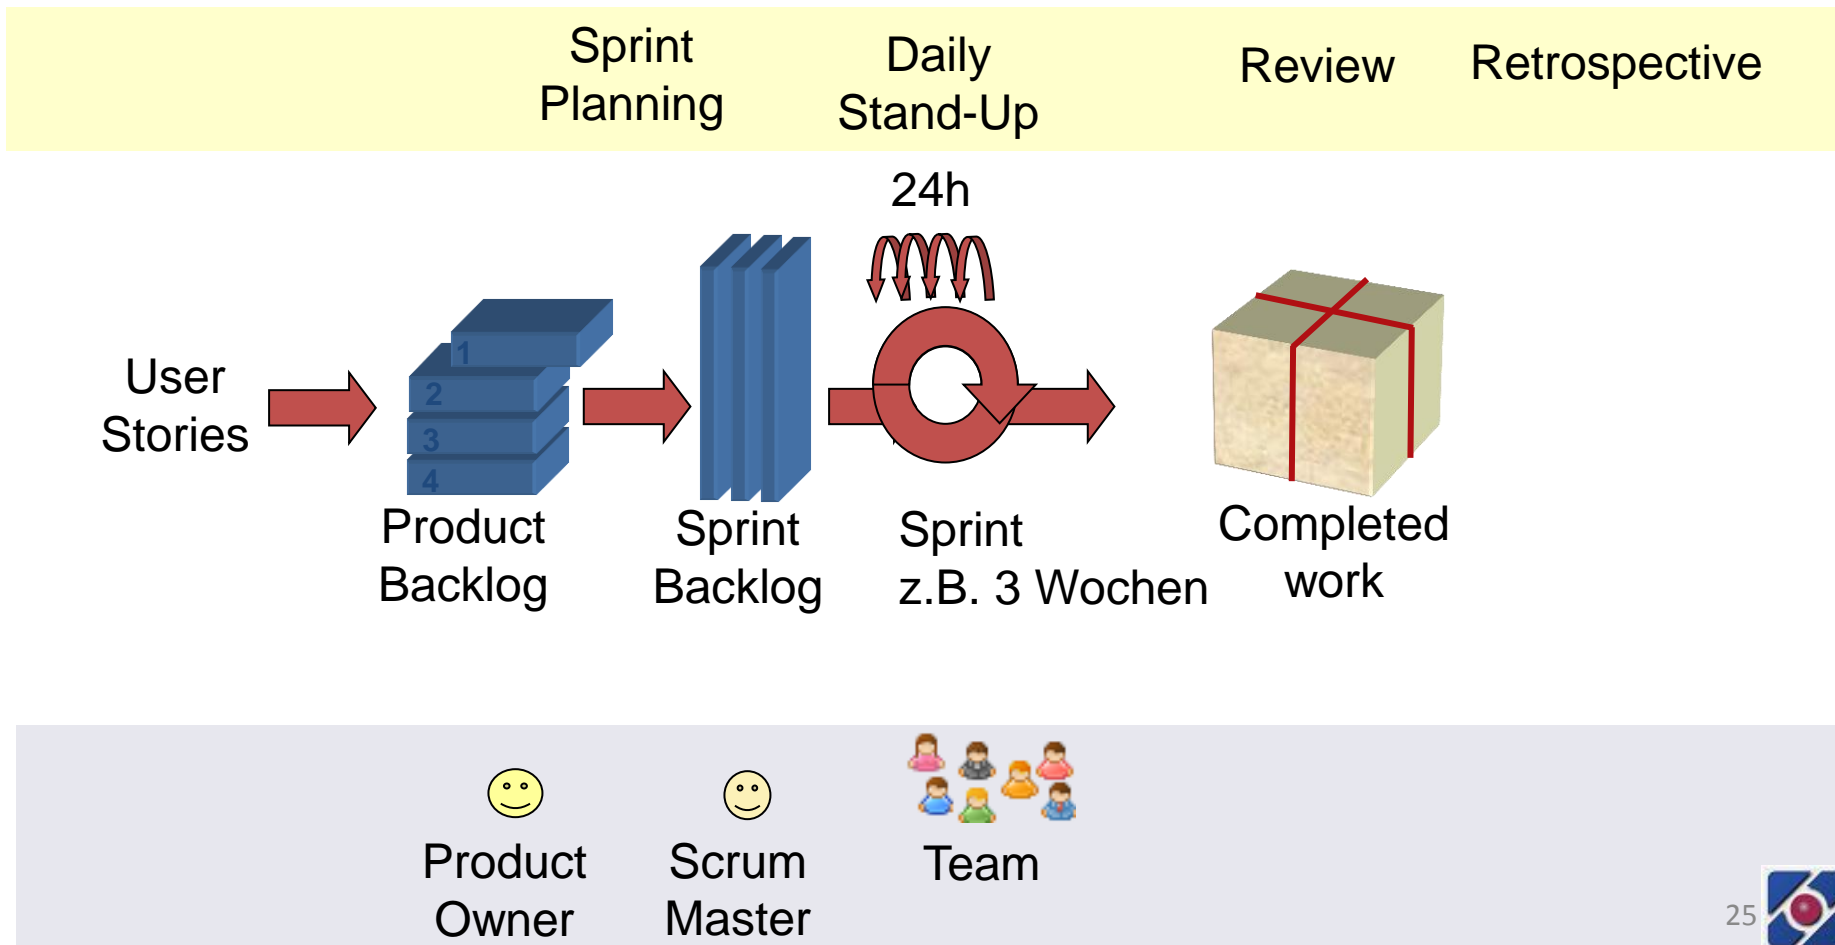 Sprint
Planning
Daily
Stand-Up
Review
Retrospective
24h
User
Stories
1
2
3
4
Product
Backlog
Sprint
Backlog
Sprint
z.B. 3 Wochen
Completed
work
Product
Owner
Scrum
Master
Team
25